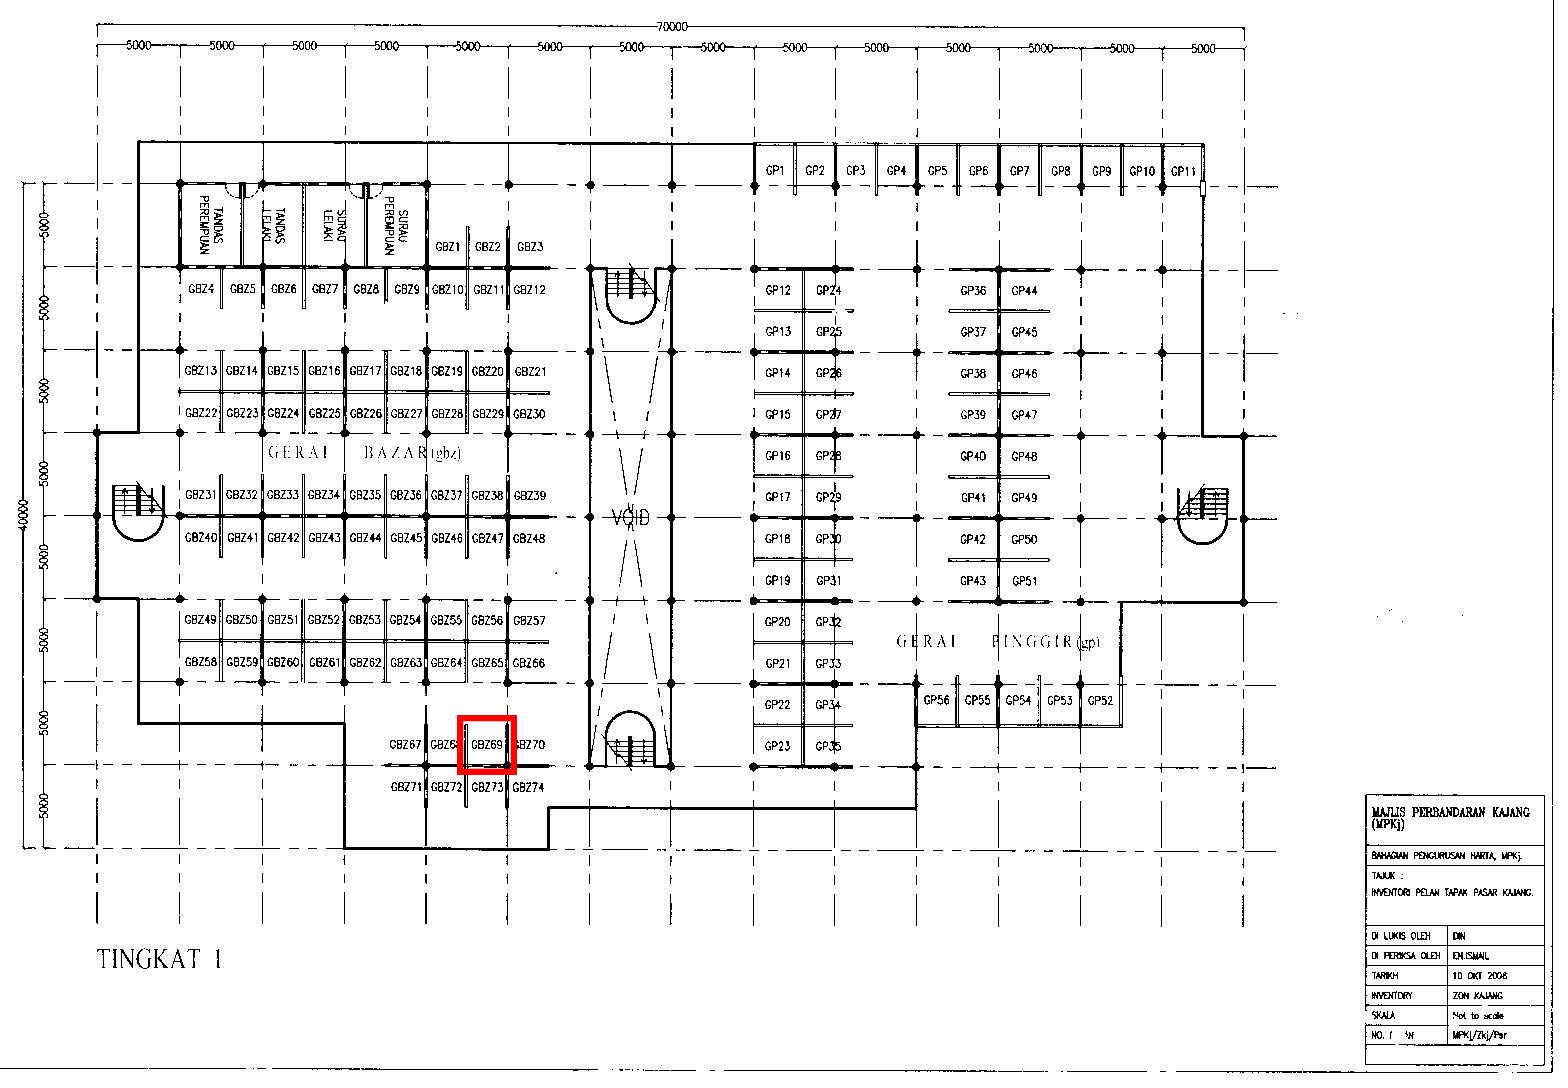 70000
5000 5000 5000 5000 5000 5000 5000 5000 5000 5000 5000 5000 5000 5000
GP1 GP2 GP3 GP4 GP5 GP6 GP7 GP8 GP9 GP10 GP11
TANDAS PEREMPUAN
TANDAS LELAKI
SURAU LELAKI
SURAU PEREMPUAN
GBZ1 GBZ2 GBZ3
GBZ4 GBZ5 GBZ6 GBZ7 GBZ8 GBZ9 GBZ10 GBZ11 GBZ12
GBZ13 GBZ14 GBZ15 GBZ16 GBZ17 GBZ18 GBZ19 GBZ20 GBZ21
GBZ22 GBZ23 GBZ24 GBZ25 GBZ26 GBZ27 GBZ28 GBZ29 GBZ30
GERAI BAZAR(gbz)
GBZ31 GBZ32 GBZ33 GBZ34 GBZ35 GBZ36 GBZ37 GBZ38 GBZ39
GBZ40 GBZ41 GBZ42 GBZ43 GBZ44 GBZ45 GBZ46 GBZ47 GBZ48
GBZ49 GBZ50 GBZ51 GBZ52 GBZ53 GBZ54 GBZ55 GBZ56 GBZ57
GBZ58 GBZ59 GBZ60 GBZ61 GBZ62 GBZ63 GBZ64 GBZ65 GBZ66
GBZ67 GBZ68 GBZ69 GBZ70
GBZ71 GBZ72 GBZ73 GBZ74
VOID
GP12 GP24
GP13 GP25
GP14 GP26
GP15 GP27
GP16 GP28
GP17 GP29
GP18 GP30
GP19 GP31
GP20 GP32
GP21 GP33
GP22 GP34
GP23 GP35
GP36 GP44
GP37 GP45
GP38 GP46
GP39 GP47
GP40 GP48
GP41 GP49
GP42 GP50
GP43 GP51
GERAI PINGGIR(gp)
GP56 GP55 GP54 GP53 GP52
40000
5000
5000
5000
5000
5000
5000
5000
5000
TINGKAT 1
MAJLIS PERBANDARAN KAJANG
(MPKj)
BAHAGIAN PENGURUSAN HARTA, MPKj.
TAJUK :
INVENTORI PELAN TAPAK PASAR KAJANG.
DI LUKIS OLEH DIN
DI PERIKSA OLEH EN.ISMAIL
TARIKH 10 OKT 2008
INVENTORY ZON KAJANG
SKALA Not to scale
NO. MPKj/Zkj/Psr